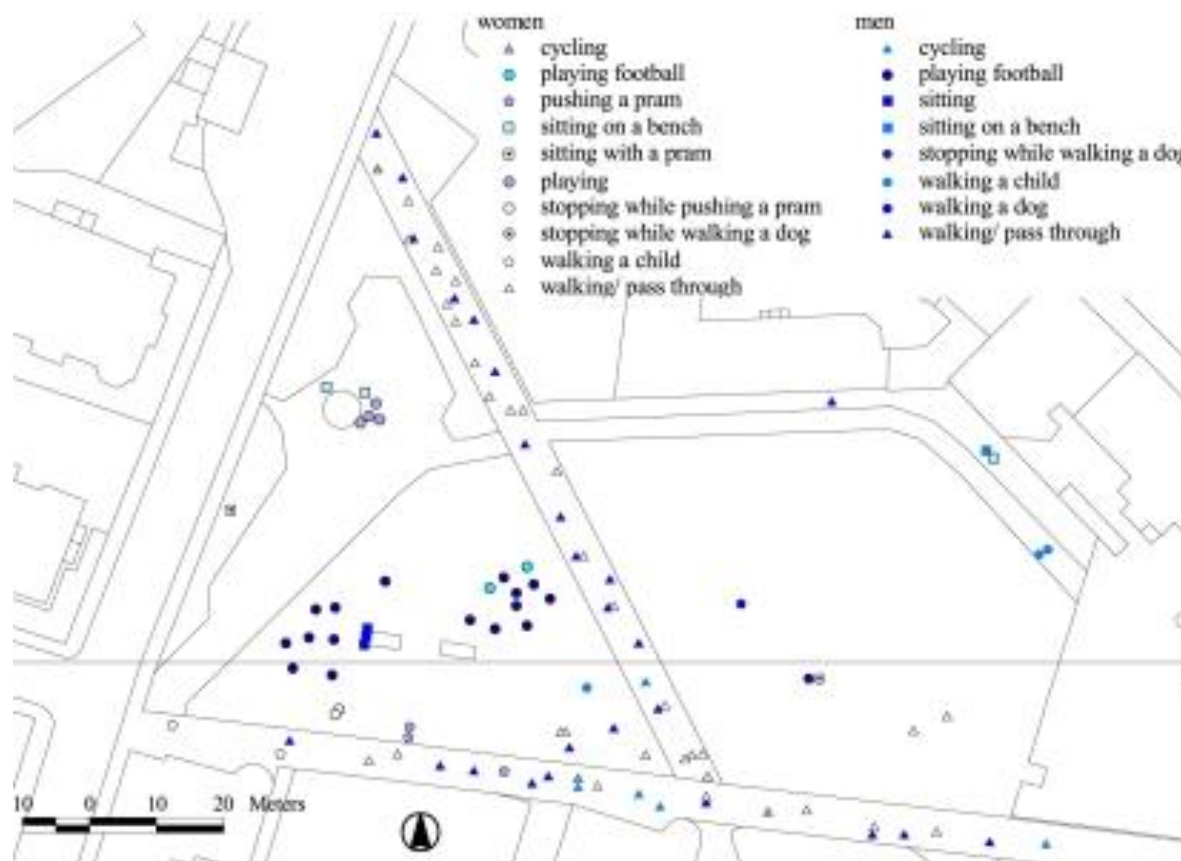 women
cycling
playing football
pushing a pram
sitting on a bench
sitting with a pram
playing
stopping while pushing a pram
stopping while walking a dog
walking a child
walking/ pass through
men
cycling
playing football
sitting
sitting on a bench
stopping while walking a dog
walking a child
walking a dog
walking/ pass through
10 0 10 20 Meters